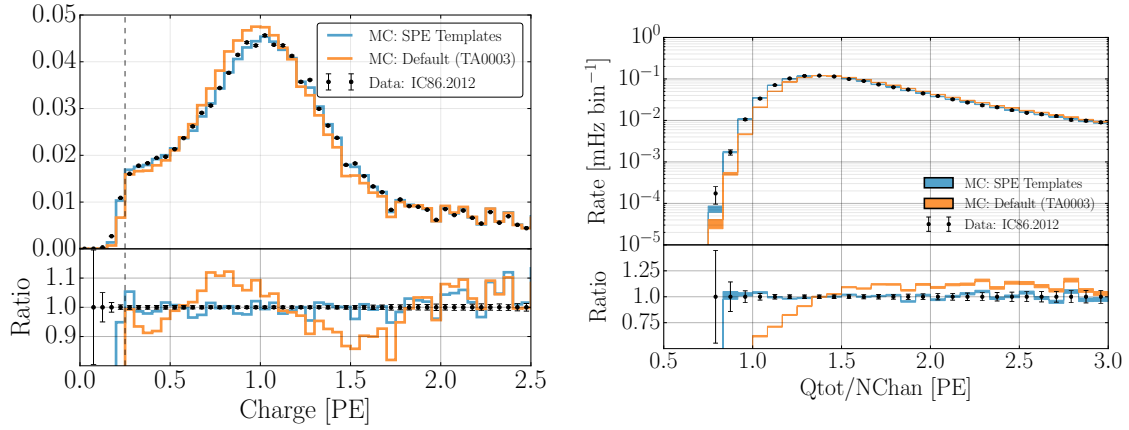 0.05
0.04
0.03
0.02
0.01
0.00
MC: SPE Templates
MC: Default (TA0003)
Data: IC86.2012
1.1
1.0
0.9
Ratio
0.0 0.5 1.0 1.5 2.0 2.5
Charge [PE]
Rate [mHz bin⁻¹]
10⁰
10⁻¹
10⁻²
10⁻³
10⁻⁴
10⁻⁵
MC: SPE Templates
MC: Default (TA0003)
Data: IC86.2012
Ratio
1.25
1.00
0.75
0.5 1.0 1.5 2.0 2.5 3.0
Qtot/NChan [PE]